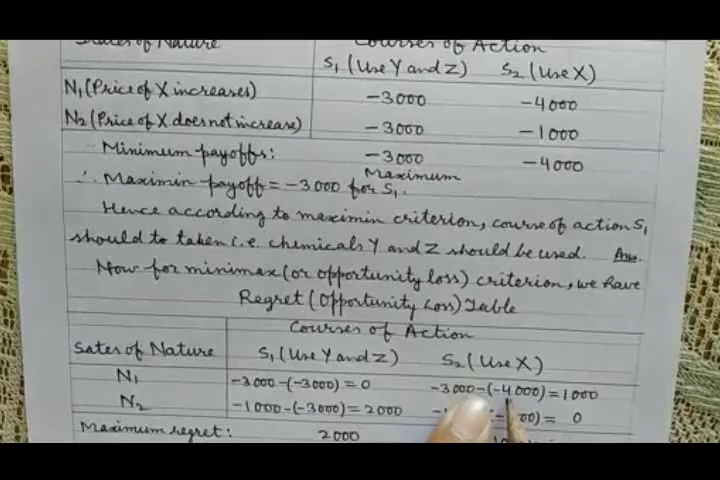 States of Nature Courses of Action
S₁ (Use Y and Z) S₂ (Use X)
N₁ (Price of X increases) -3000 -4000
N₂ (Price of X does not increase) -3000 -1000
Minimum payoffs: -3000 -4000
Maximum
∴ Maximin payoff = -3000 for S₁.
Hence according to maximin criterion, course of action S₁
should to taken i.e. chemicals Y and Z should be used. Ans.
Now for minimax (or opportunity loss) criterion, we have
Regret (Opportunity Loss) Table
Courses of Action
Sates of Nature S₁ (Use Y and Z) S₂ (Use X)
N₁ -3000-(-3000) = 0 -3000-(-4000) = 1000
N₂ -1000-(-3000) = 2000 = 0
Maximum regret: 2000